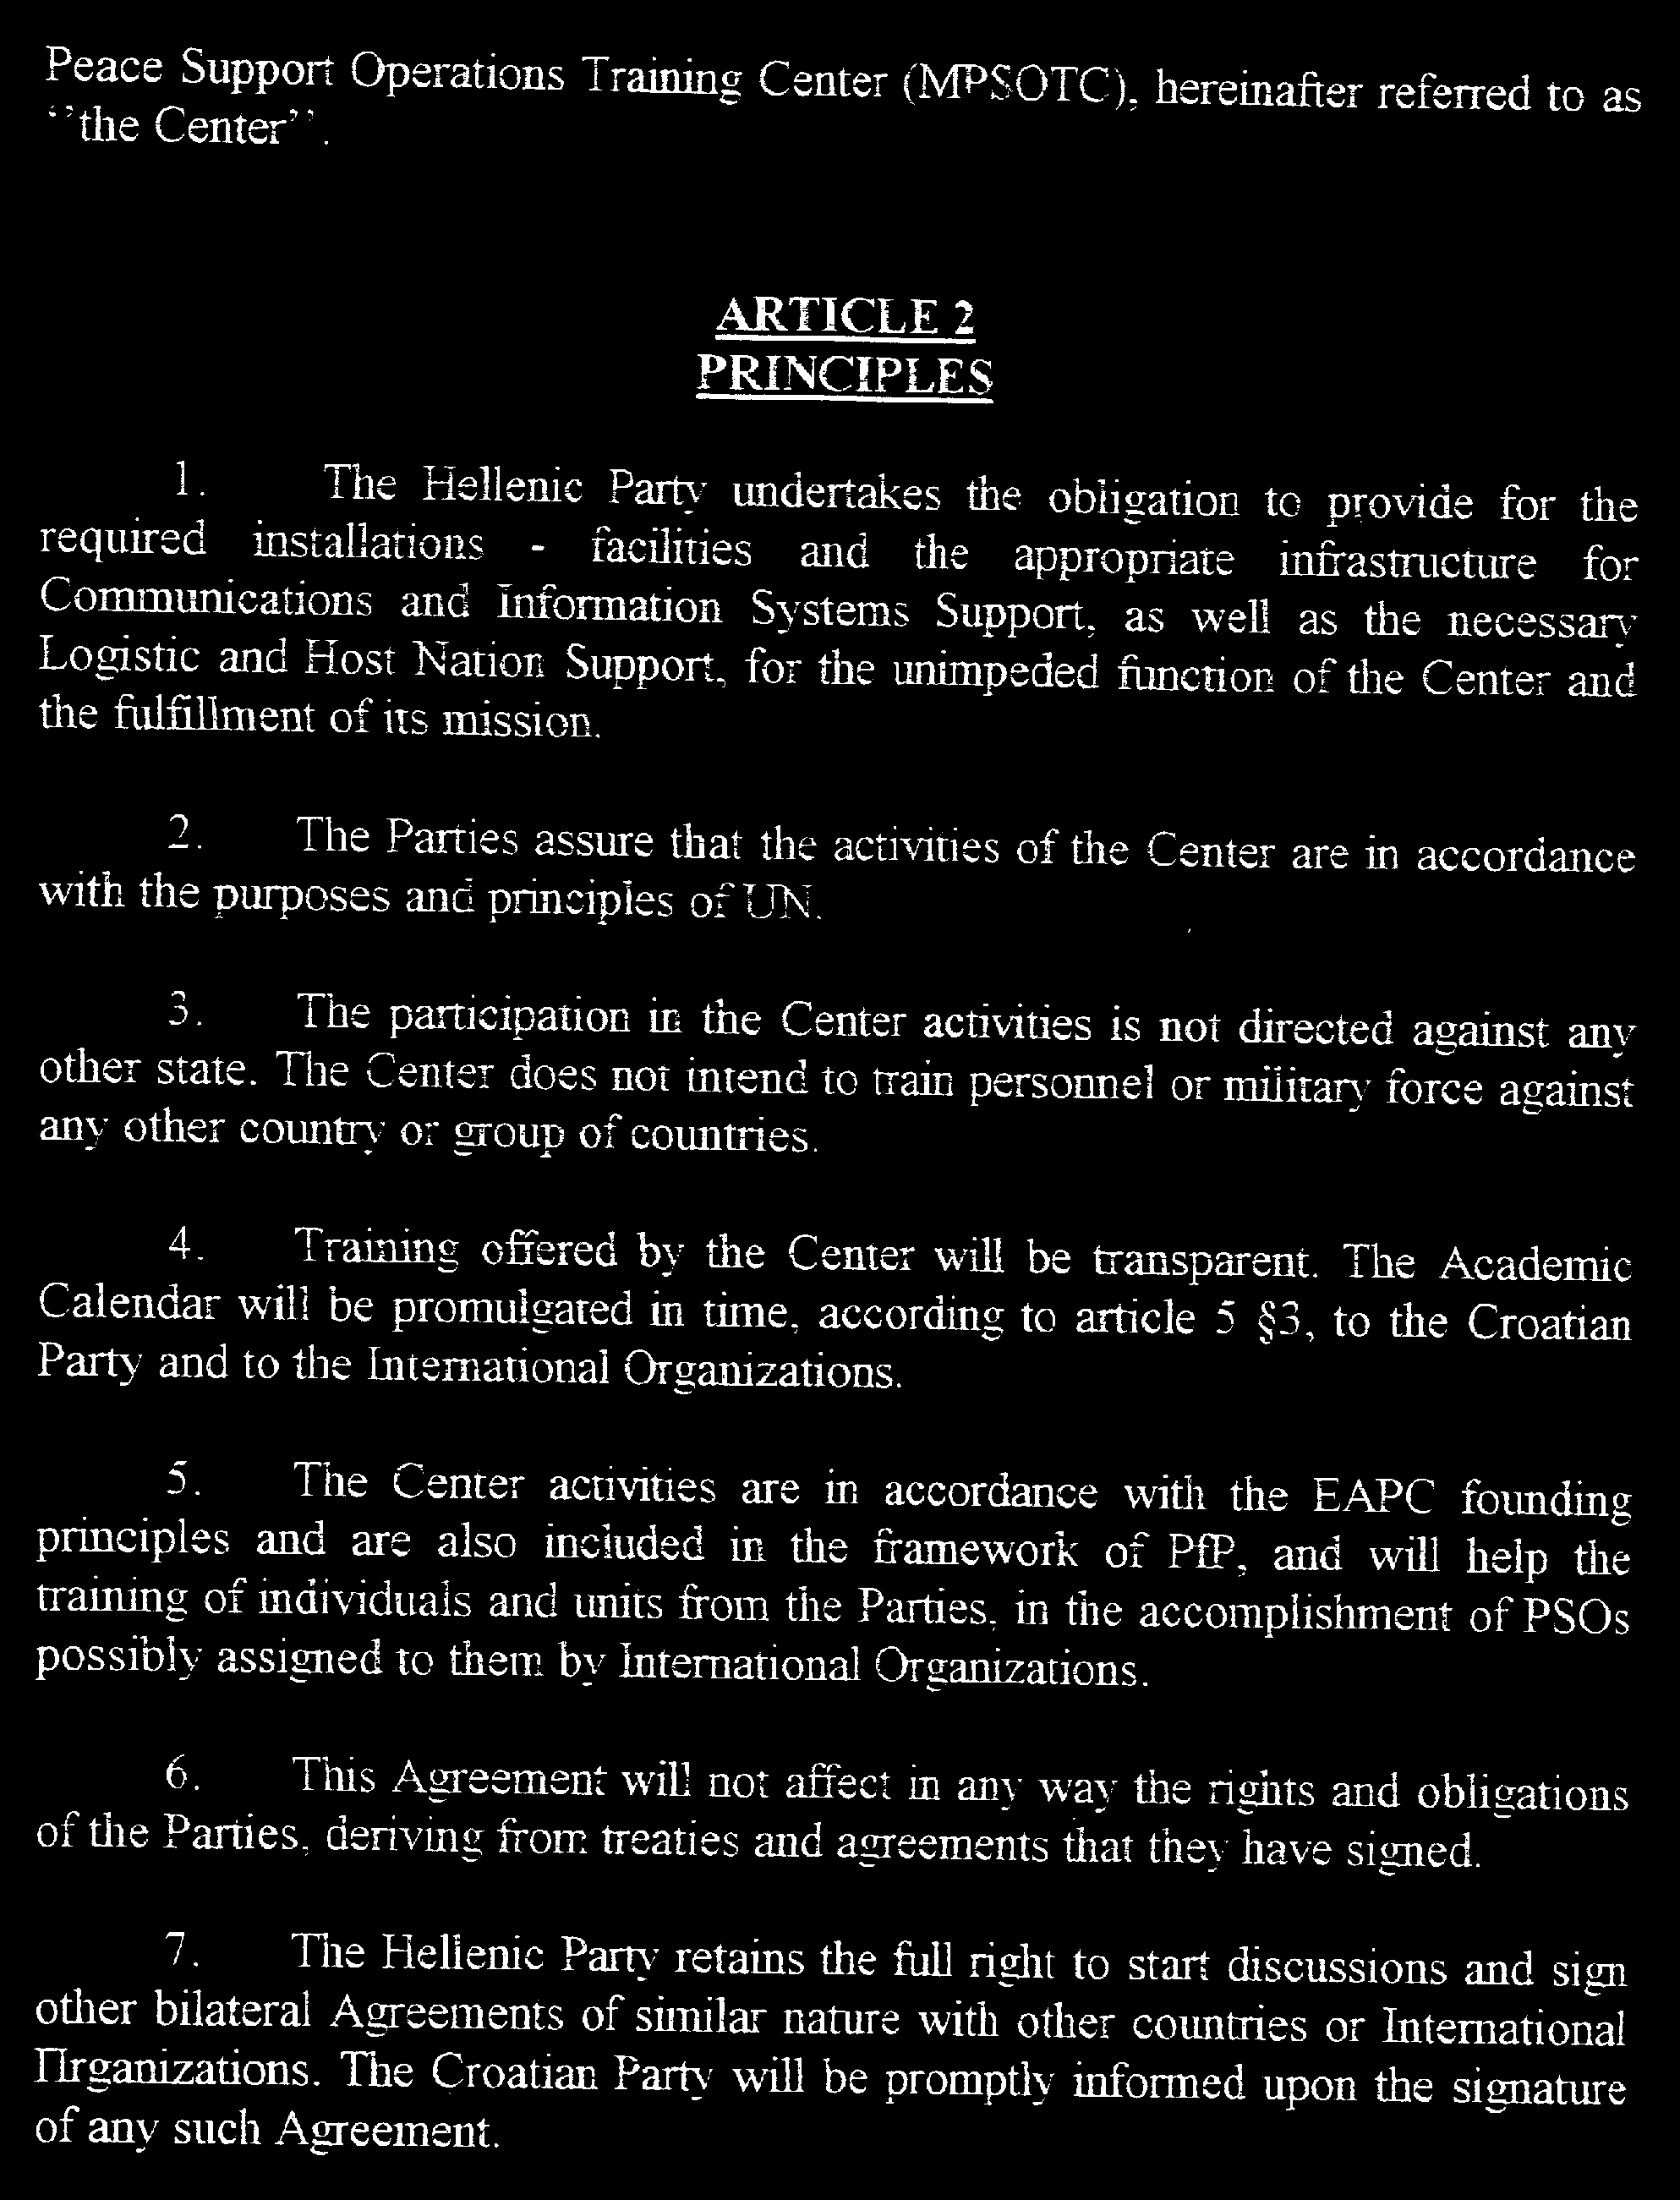 Peace Support Operations Training Center (MPSOTC), hereinafter referred to as
‘’the Center’’.
ARTICLE 2
PRINCIPLES
1. The Hellenic Party undertakes the obligation to provide for the
required installations - facilities and the appropriate infrastructure for
Communications and Information Systems Support, as well as the necessary
Logistic and Host Nation Support, for the unimpeded function of the Center and
the fulfillment of its mission.
2. The Parties assure that the activities of the Center are in accordance
with the purposes and principles of UN.
3. The participation in the Center activities is not directed against any
other state. The Center does not intend to train personnel or military force against
any other country or group of countries.
4. Training offered by the Center will be transparent. The Academic
Calendar will be promulgated in time, according to article 5 §3, to the Croatian
Party and to the International Organizations.
5. The Center activities are in accordance with the EAPC founding
principles and are also included in the framework of PfP, and will help the
training of individuals and units from the Parties, in the accomplishment of PSOs
possibly assigned to them by International Organizations.
6. This Agreement will not affect in any way the rights and obligations
of the Parties, deriving from treaties and agreements that they have signed.
7. The Hellenic Party retains the full right to start discussions and sign
other bilateral Agreements of similar nature with other countries or International
Πrganizations. The Croatian Party will be promptly informed upon the signature
of any such Agreement.